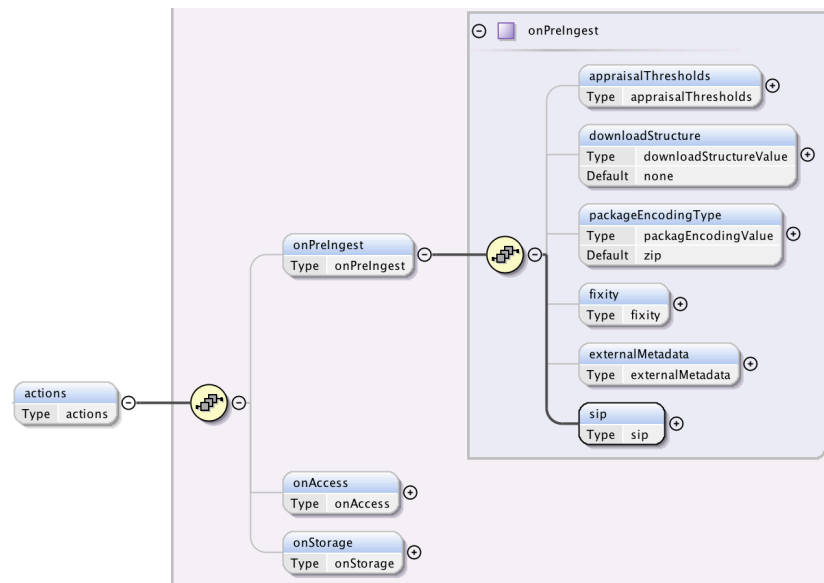 onPreIngest
appraisalThresholds
Type appraisalThresholds
downloadStructure
Type downloadStructureValue
Default none
packageEncodingType
Type packagEncodingValue
Default zip
onPreIngest
Type onPreIngest
fixity
Type fixity
externalMetadata
Type externalMetadata
actions
Type actions
sip
Type sip
onAccess
Type onAccess
onStorage
Type onStorage